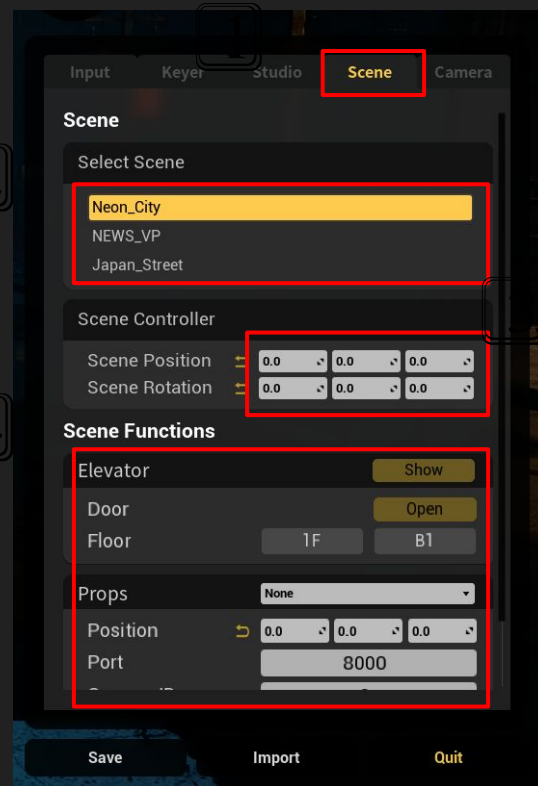 1
Input Keyer Studio Scene Camera
Scene
Select Scene
Neon_City
NEWS_VP
Japan_Street
Scene Controller
Scene Position 0.0 0.0 0.0
Scene Rotation 0.0 0.0 0.0
Scene Functions
Elevator Show
Door Open
Floor 1F B1
Props None
Position 0.0 0.0 0.0
Port 8000
Save Import Quit